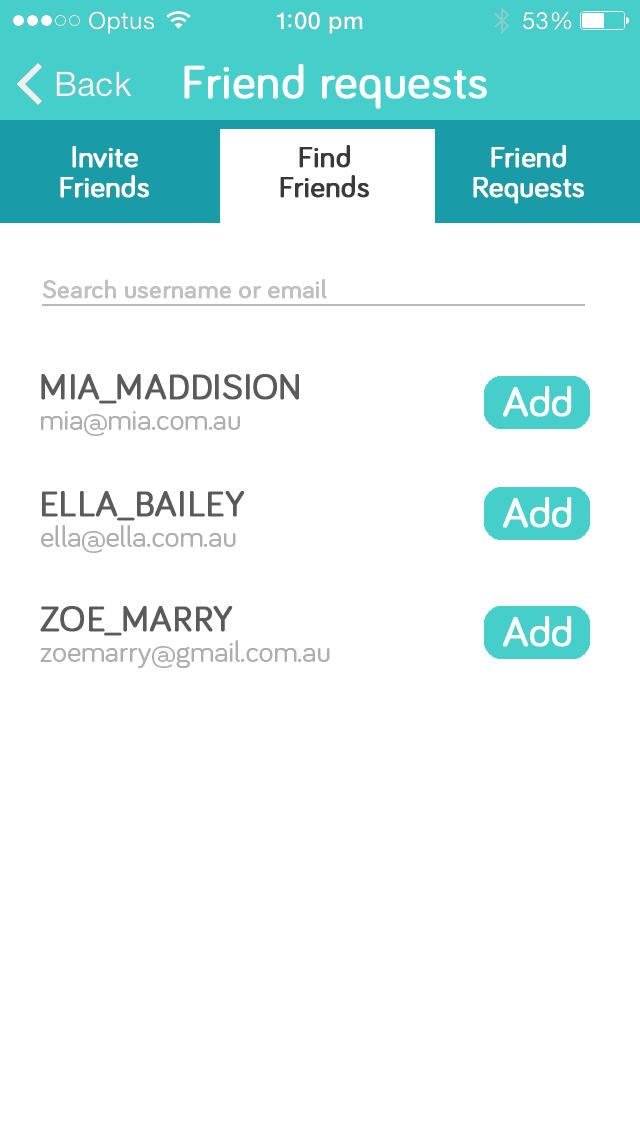 Optus 1:00 pm 53%
Back Friend requests
Invite Friends
Find Friends
Friend Requests
Search username or email
MIA_MADDISION
mia@mia.com.au
Add
ELLA_BAILEY
ella@ella.com.au
Add
ZOE_MARRY
zoemarry@gmail.com.au
Add